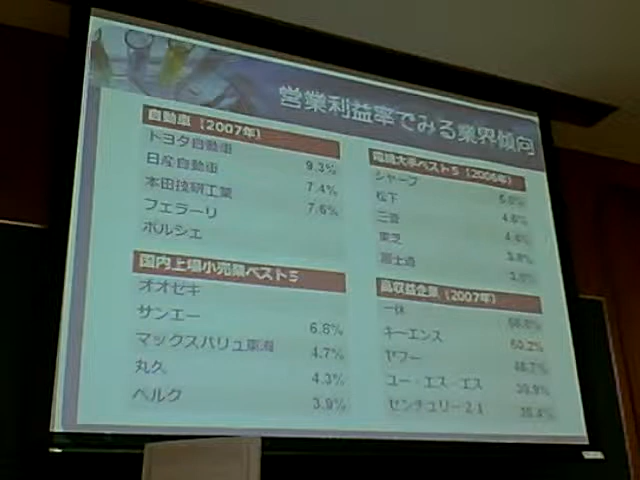 営業利益率でみる業界傾向
自動車（2007年）
トヨタ自動車 9.3%
日産自動車 7.4%
本田技研工業 7.6%
フェラーリ
ポルシェ
国内上場小売業ベスト5
オオゼキ
サンエー 6.6%
マックスバリュ東海 4.7%
丸久 4.3%
ベルク 3.9%
電機大手ベスト5（2006年）
シャープ
松下
三菱
東芝
富士通
高収益企業（2007年）
一休
キーエンス 50.2%
ヤフー
ユー・エス・エス
センチュリー21